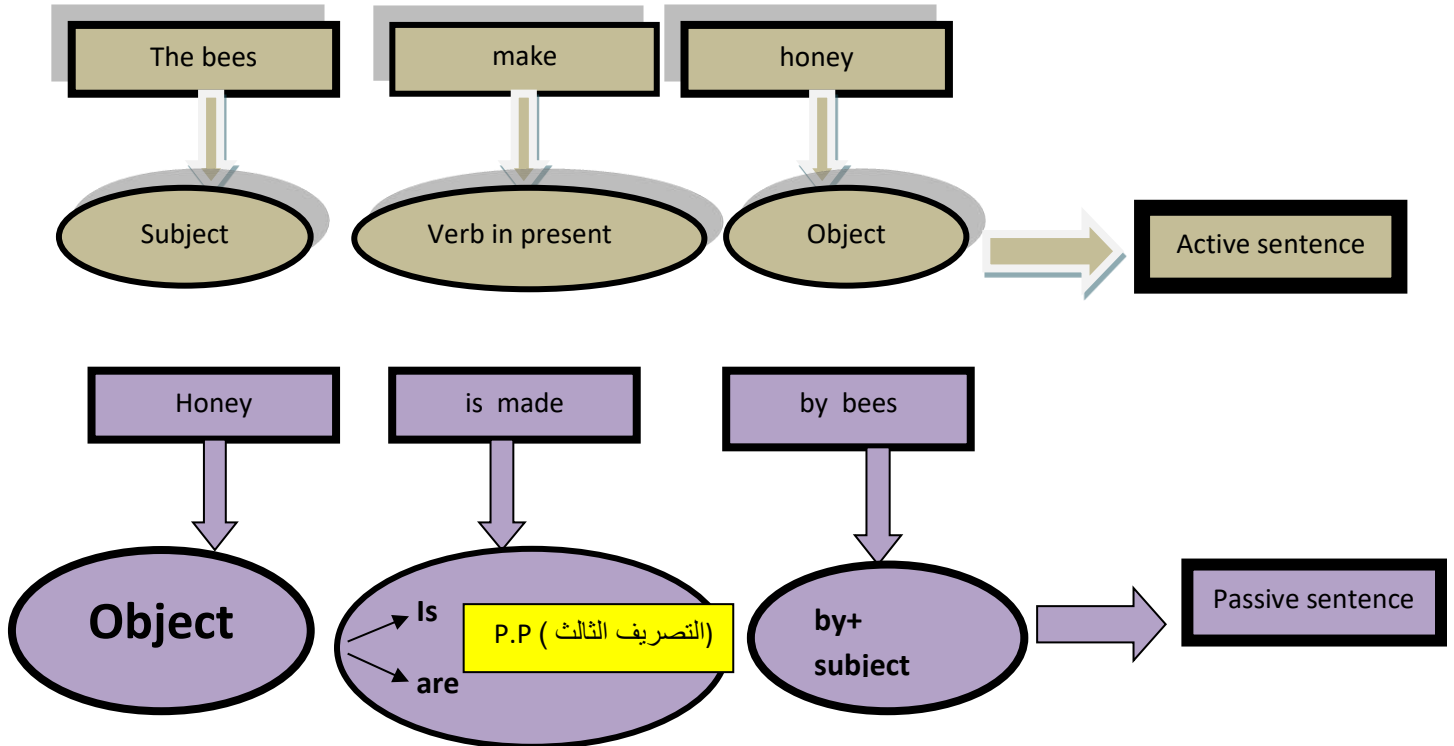 The bees make honey
Subject Verb in present Object
Active sentence
Honey is made by bees
Object
Is
are
P.P ( التصريف الثالث)
by+
subject
Passive sentence